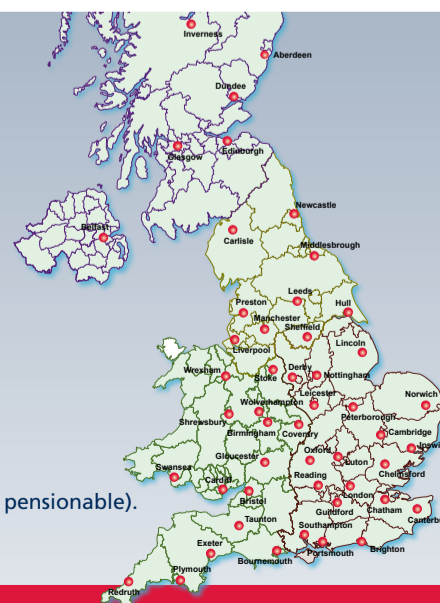 Inverness
Aberdeen
Dundee
Edinburgh
Glasgow
Newcastle
Belfast
Carlisle
Middlesbrough
Leeds
Preston
Hull
Manchester
Sheffield
Liverpool
Lincoln
Wrexham
Derby
Stoke
Nottingham
Leicester
Norwich
Wolverhampton
Peterborough
Shrewsbury
Birmingham
Coventry
Cambridge
Ipswi
Gloucester
Oxford
Luton
Swansea
Reading
Chelmsford
Cardiff
London
pensionable).
Bristol
Guildford
Chatham
Canterb
Taunton
Southampton
Exeter
Portsmouth
Brighton
Bournemouth
Plymouth
Redruth